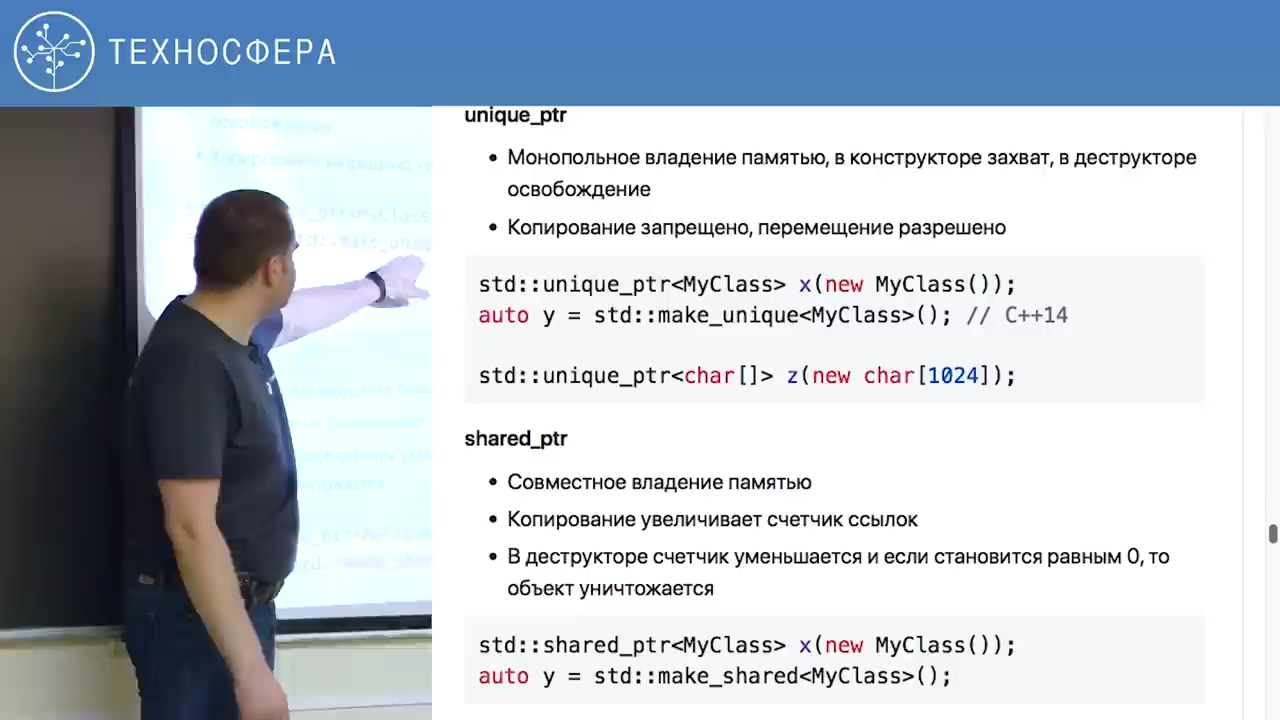 ТЕХНОСФЕРА
unique_ptr
• Монопольное владение памятью, в конструкторе захват, в деструкторе
освобождение
• Копирование запрещено, перемещение разрешено
std::unique_ptr<MyClass> x(new MyClass());
auto y = std::make_unique<MyClass>(); // C++14
std::unique_ptr<char[]> z(new char[1024]);
shared_ptr
• Совместное владение памятью
• Копирование увеличивает счетчик ссылок
• В деструкторе счетчик уменьшается и если становится равным 0, то
объект уничтожается
std::shared_ptr<MyClass> x(new MyClass());
auto y = std::make_shared<MyClass>();